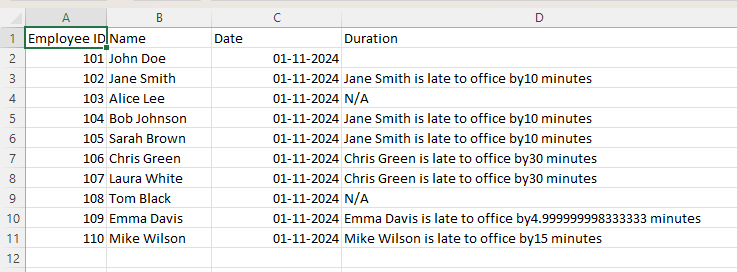 A B C D
1 Employee ID Name Date Duration
2 101 John Doe 01-11-2024
3 102 Jane Smith 01-11-2024 Jane Smith is late to office by10 minutes
4 103 Alice Lee 01-11-2024 N/A
5 104 Bob Johnson 01-11-2024 Jane Smith is late to office by10 minutes
6 105 Sarah Brown 01-11-2024 Jane Smith is late to office by10 minutes
7 106 Chris Green 01-11-2024 Chris Green is late to office by30 minutes
8 107 Laura White 01-11-2024 Chris Green is late to office by30 minutes
9 108 Tom Black 01-11-2024 N/A
10 109 Emma Davis 01-11-2024 Emma Davis is late to office by4.999999998333333 minutes
11 110 Mike Wilson 01-11-2024 Mike Wilson is late to office by15 minutes
12